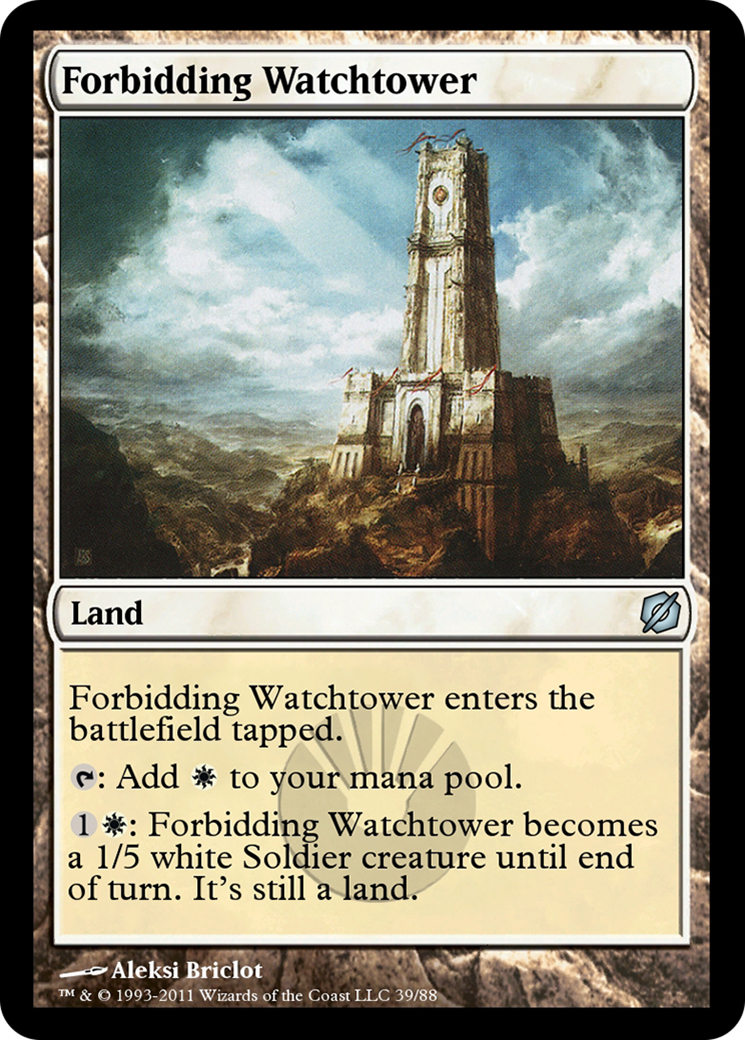 Forbidding Watchtower
Land
Forbidding Watchtower enters the
battlefield tapped.
: Add to your mana pool.
1 : Forbidding Watchtower becomes
a 1/5 white Soldier creature until end
of turn. It's still a land.
Aleksi Briclot
™ & © 1993-2011 Wizards of the Coast LLC 39/88